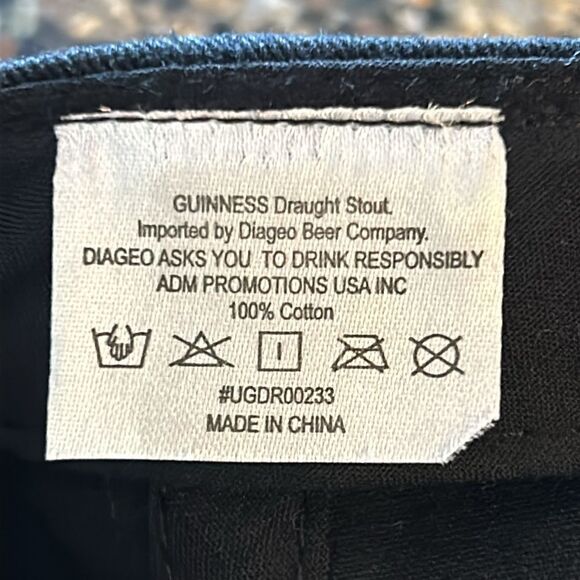 GUINNESS Draught Stout.
Imported by Diageo Beer Company.
DIAGEO ASKS YOU TO DRINK RESPONSIBLY
ADM PROMOTIONS USA INC
100% Cotton
#UGDR00233
MADE IN CHINA